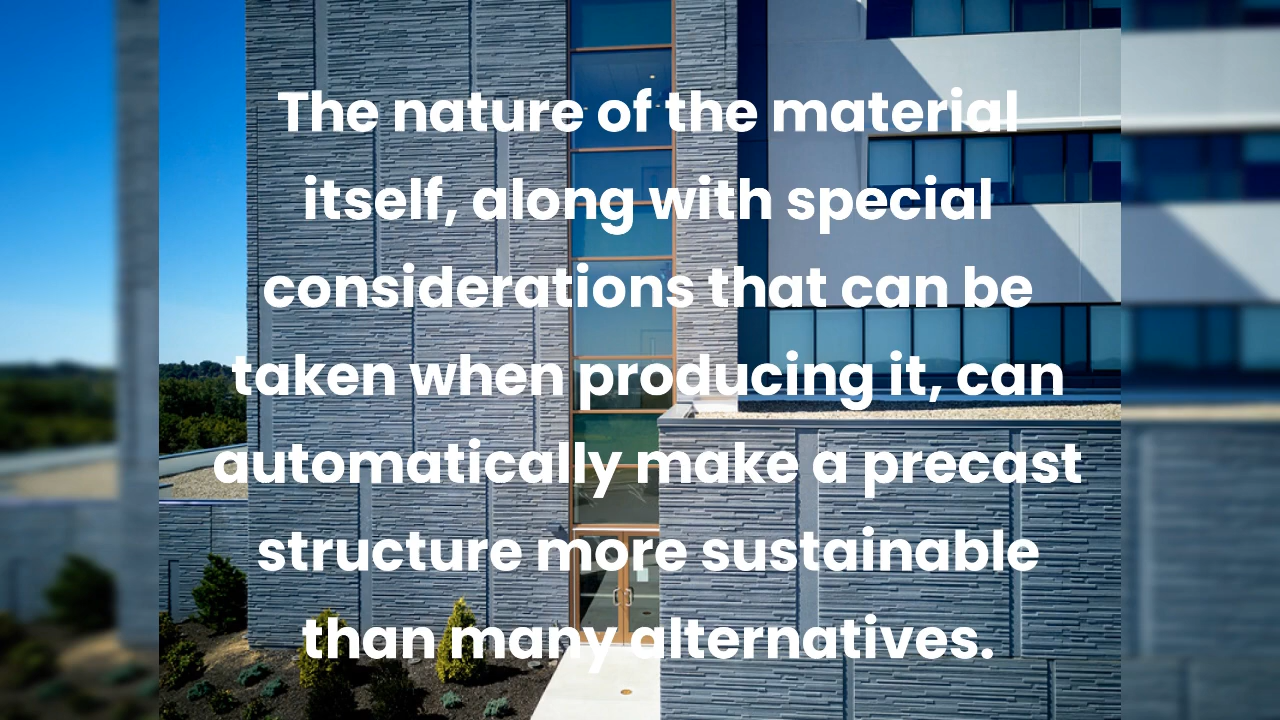 The nature of the material
itself, along with special
considerations that can be
taken when producing it, can
automatically make a precast
structure more sustainable
than many alternatives.